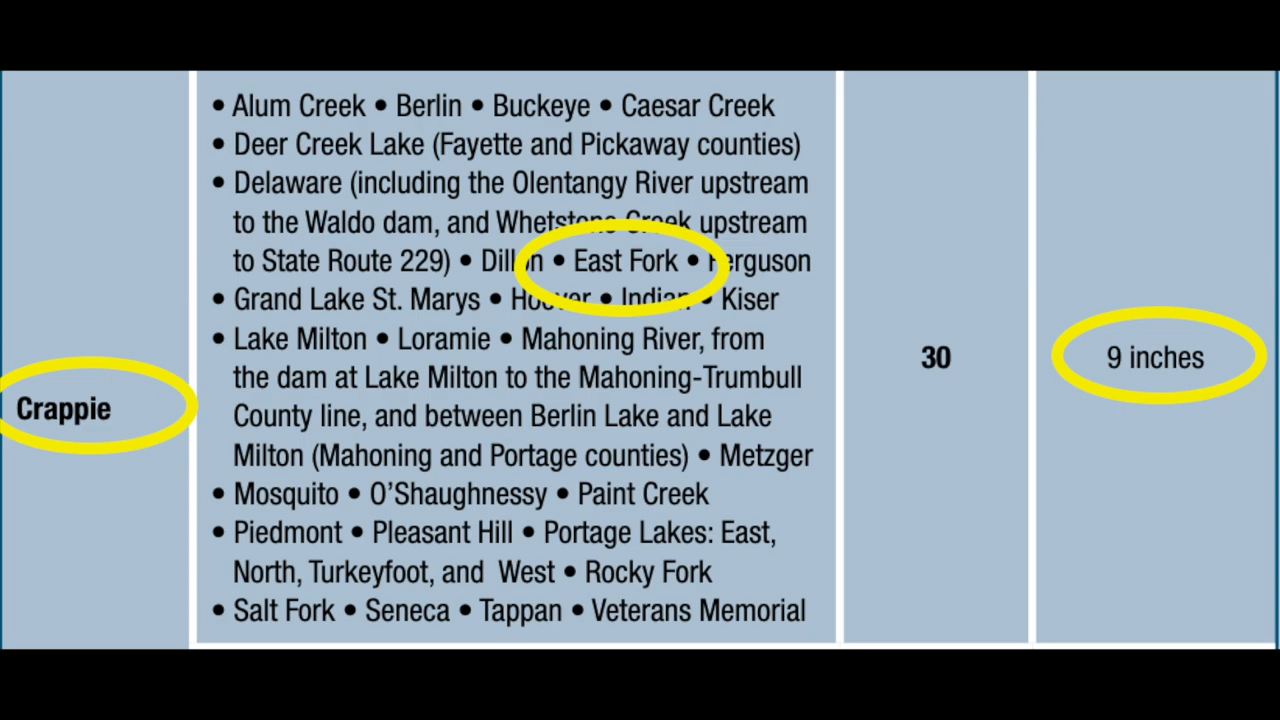 • Alum Creek • Berlin • Buckeye • Caesar Creek
• Deer Creek Lake (Fayette and Pickaway counties)
• Delaware (including the Olentangy River upstream
to the Waldo dam, and Whetstone Creek upstream
to State Route 229) • Dillon • East Fork • Ferguson
• Grand Lake St. Marys • Hoover • Indian • Kiser
• Lake Milton • Loramie • Mahoning River, from
the dam at Lake Milton to the Mahoning-Trumbull
County line, and between Berlin Lake and Lake
Milton (Mahoning and Portage counties) • Metzger
• Mosquito • O'Shaughnessy • Paint Creek
• Piedmont • Pleasant Hill • Portage Lakes: East,
North, Turkeyfoot, and West • Rocky Fork
• Salt Fork • Seneca • Tappan • Veterans Memorial
Crappie
30
9 inches